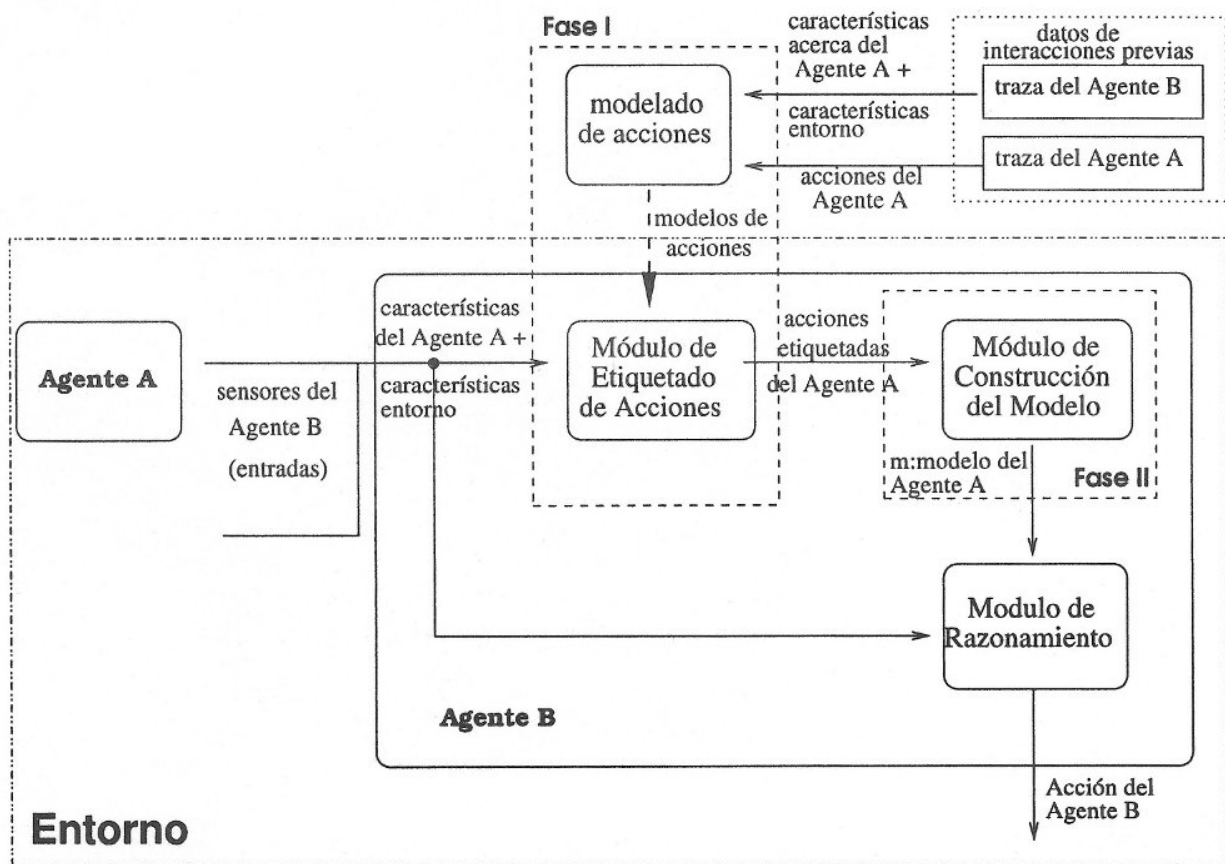 Fase I
características
acerca del
Agente A +
características
entorno
acciones del
Agente A
datos de
interacciones previas
traza del Agente B
traza del Agente A
modelado
de acciones
modelos de
acciones
Agente A
sensores del
Agente B
(entradas)
características
del Agente A +
características
entorno
Módulo de
Etiquetado
de Acciones
acciones
etiquetadas
del Agente A
Módulo de
Construcción
del Modelo
m:modelo del
Agente A
Fase II
Modulo de
Razonamiento
Agente B
Acción del
Agente B
Entorno